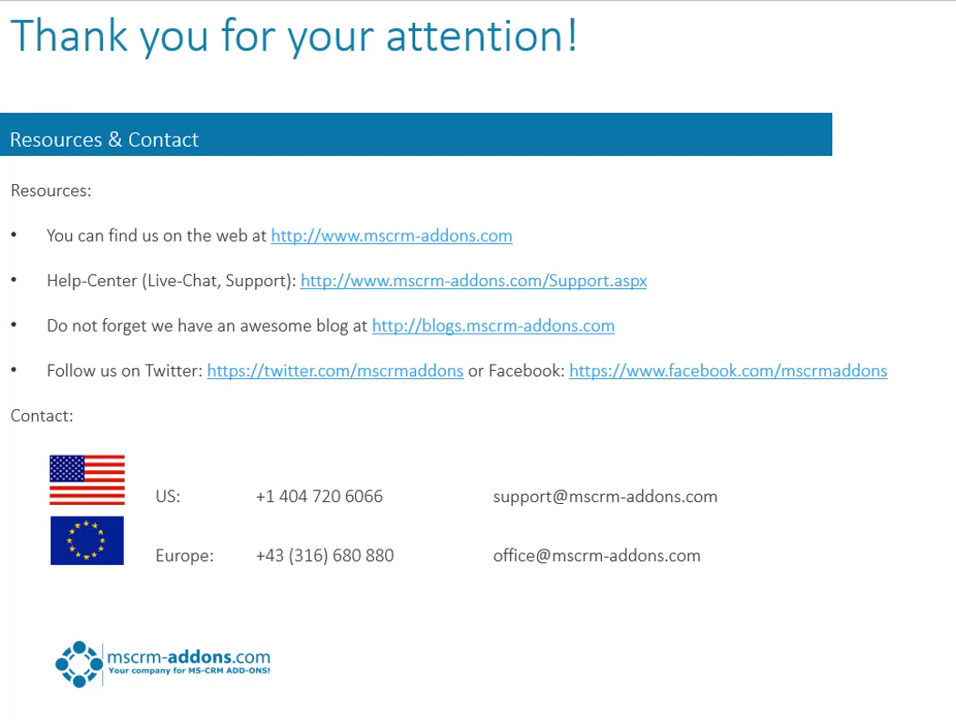 Thank you for your attention!
Resources & Contact
Resources:
• You can find us on the web at http://www.mscrm-addons.com
• Help-Center (Live-Chat, Support): http://www.mscrm-addons.com/Support.aspx
• Do not forget we have an awesome blog at http://blogs.mscrm-addons.com
• Follow us on Twitter: https://twitter.com/mscrmaddons or Facebook: https://www.facebook.com/mscrmaddons
Contact:
US: +1 404 720 6066 support@mscrm-addons.com
Europe: +43 (316) 680 880 office@mscrm-addons.com
mscrm-addons.com
Your company for MS-CRM ADD-ONS!